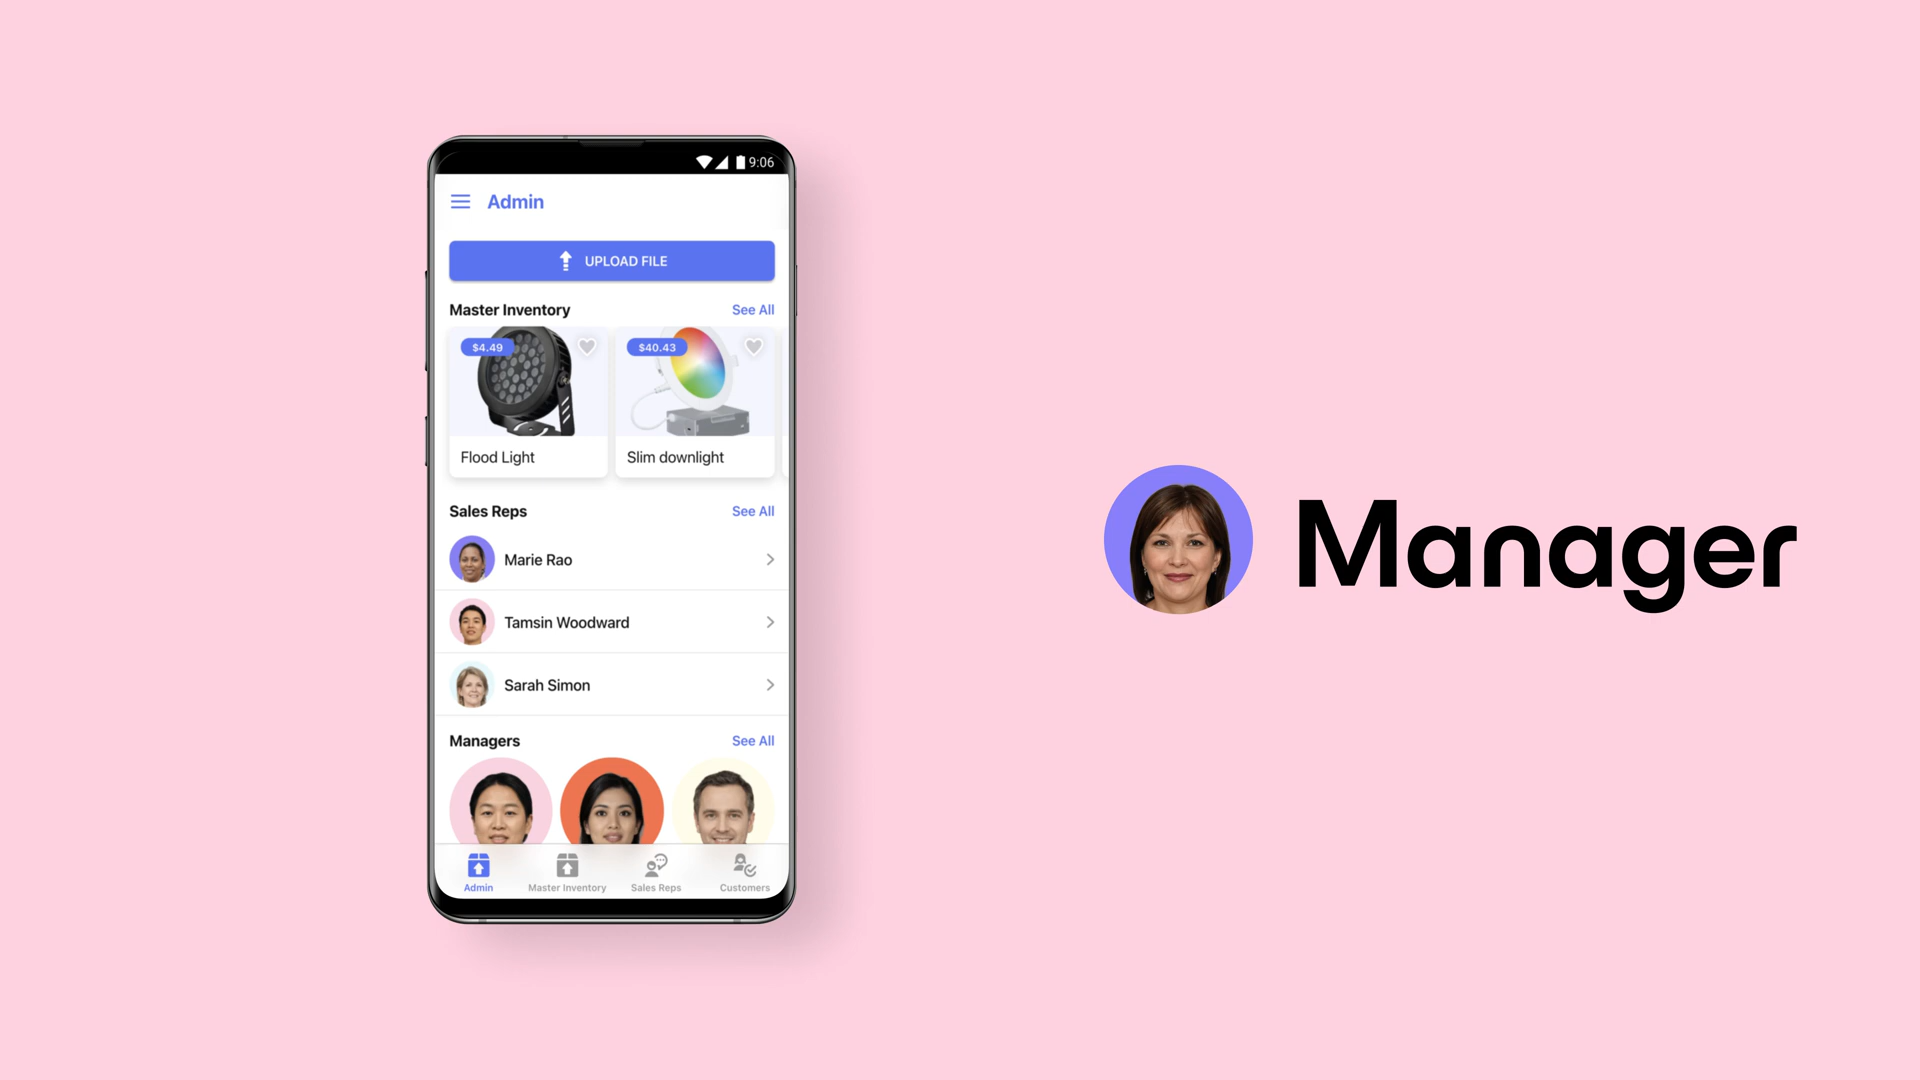 9:06
Admin
UPLOAD FILE
Master Inventory See All
$4.49 $40.43
Flood Light Slim downlight
Sales Reps See All
Marie Rao
Tamsin Woodward
Sarah Simon
Managers See All
Admin Master Inventory Sales Reps Customers
Manager